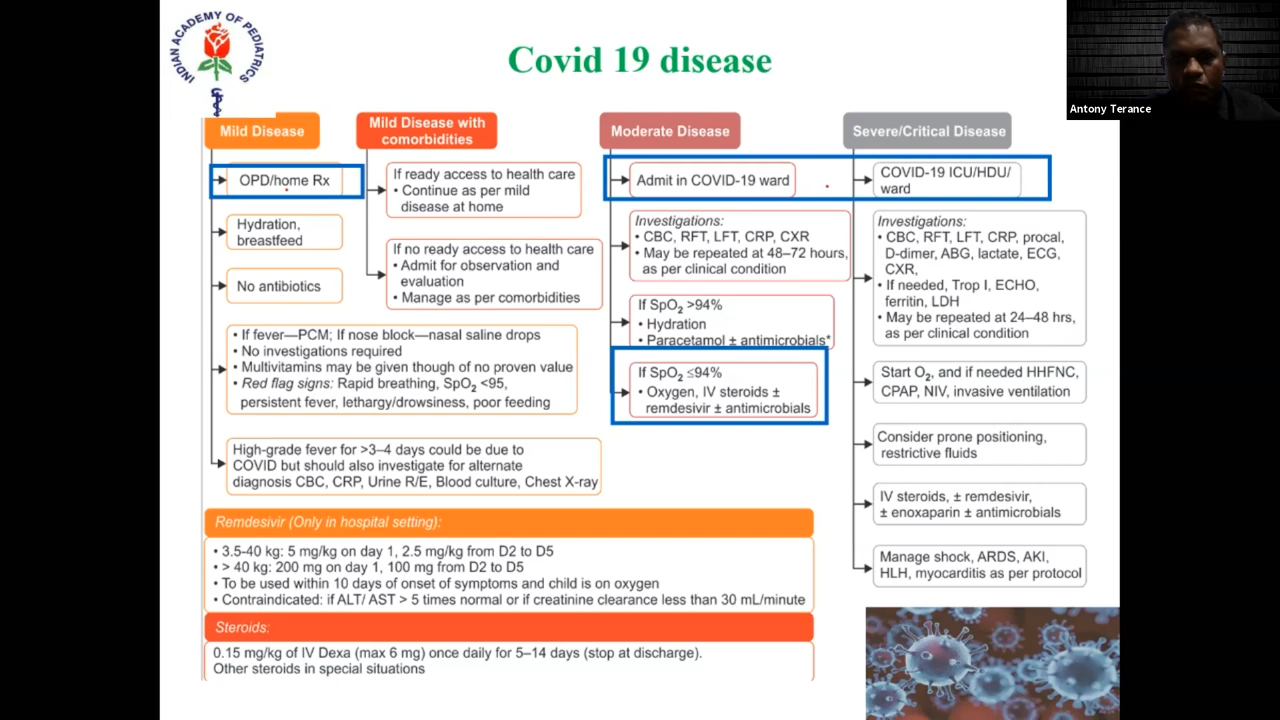 INDIAN ACADEMY OF PEDIATRICS
Covid 19 disease
Antony Terance
Mild Disease
OPD/home Rx
Hydration,
breastfeed
No antibiotics
• If fever—PCM; If nose block—nasal saline drops
• No investigations required
• Multivitamins may be given though of no proven value
• Red flag signs: Rapid breathing, SpO₂ <95,
persistent fever, lethargy/drowsiness, poor feeding
High-grade fever for >3–4 days could be due to
COVID but should also investigate for alternate
diagnosis CBC, CRP, Urine R/E, Blood culture, Chest X-ray
Mild Disease with
comorbidities
If ready access to health care
• Continue as per mild
disease at home
If no ready access to health care
• Admit for observation and
evaluation
• Manage as per comorbidities
Moderate Disease
Admit in COVID-19 ward
Investigations:
• CBC, RFT, LFT, CRP, CXR
• May be repeated at 48–72 hours,
as per clinical condition
If SpO₂ >94%
• Hydration
• Paracetamol ± antimicrobials*
If SpO₂ ≤94%
• Oxygen, IV steroids ±
remdesivir ± antimicrobials
Severe/Critical Disease
COVID-19 ICU/HDU/
ward
Investigations:
• CBC, RFT, LFT, CRP, procal,
D-dimer, ABG, lactate, ECG,
CXR,
• If needed, Trop I, ECHO,
ferritin, LDH
• May be repeated at 24–48 hrs,
as per clinical condition
Start O₂, and if needed HHFNC,
CPAP, NIV, invasive ventilation
Consider prone positioning,
restrictive fluids
IV steroids, ± remdesivir,
± enoxaparin ± antimicrobials
Manage shock, ARDS, AKI,
HLH, myocarditis as per protocol
Remdesivir (Only in hospital setting):
• 3.5-40 kg: 5 mg/kg on day 1, 2.5 mg/kg from D2 to D5
• > 40 kg: 200 mg on day 1, 100 mg from D2 to D5
• To be used within 10 days of onset of symptoms and child is on oxygen
• Contraindicated: if ALT/ AST > 5 times normal or if creatinine clearance less than 30 mL/minute
Steroids:
0.15 mg/kg of IV Dexa (max 6 mg) once daily for 5–14 days (stop at discharge).
Other steroids in special situations